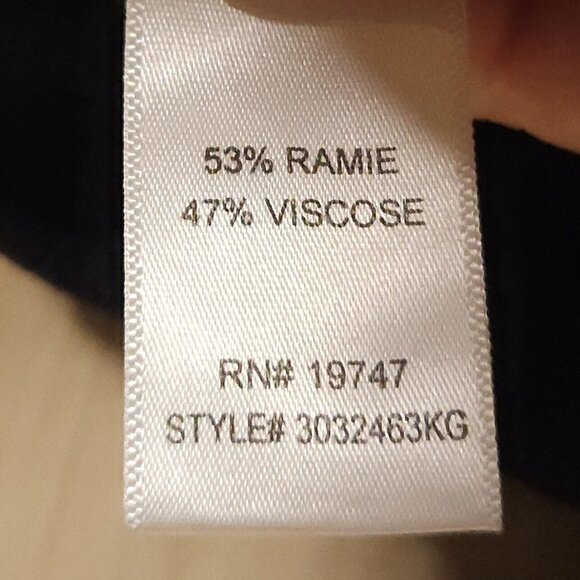 53% RAMIE
47% VISCOSE
RN# 19747
STYLE# 3032463KG